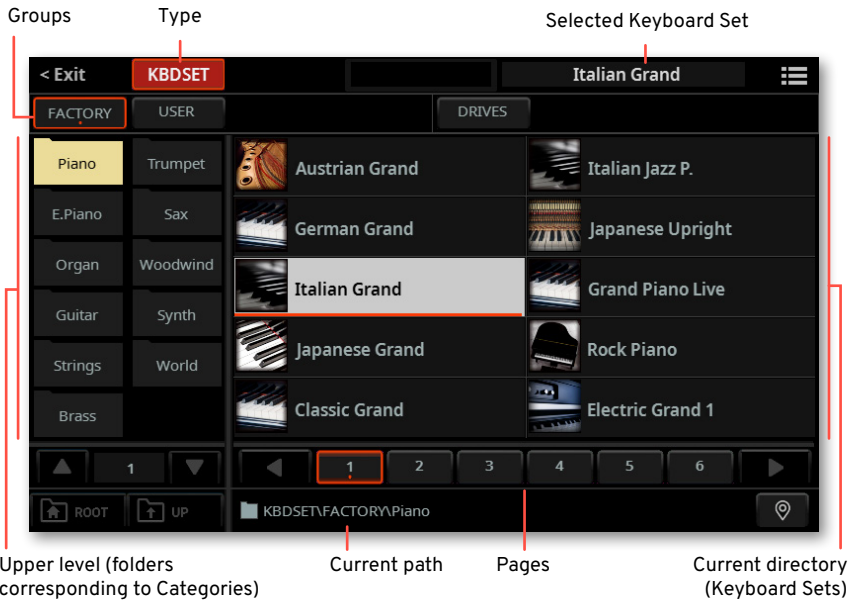 Groups
Type
Selected Keyboard Set
< Exit
KBDSET
Italian Grand
FACTORY
USER
DRIVES
Piano
Trumpet
E.Piano
Sax
Organ
Woodwind
Guitar
Synth
Strings
World
Brass
Austrian Grand
Italian Jazz P.
German Grand
Japanese Upright
Italian Grand
Grand Piano Live
Japanese Grand
Rock Piano
Classic Grand
Electric Grand 1
1
1
2
3
4
5
6
ROOT
UP
KBDSET\FACTORY\Piano
Upper level (folders
corresponding to Categories)
Current path
Pages
Current directory
(Keyboard Sets)